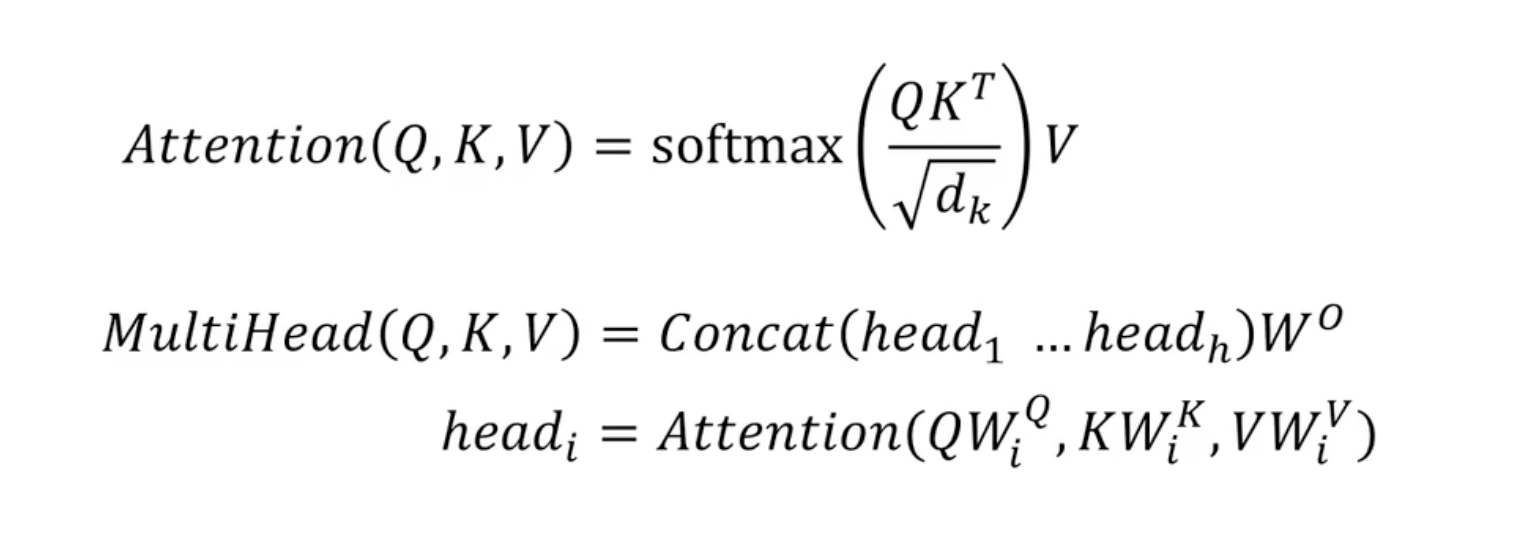 Attention(Q, K, V) = softmax(QK^T / √d_k)V
MultiHead(Q, K, V) = Concat(head_1 … head_h)W^O
head_i = Attention(QW_i^Q, KW_i^K, VW_i^V)